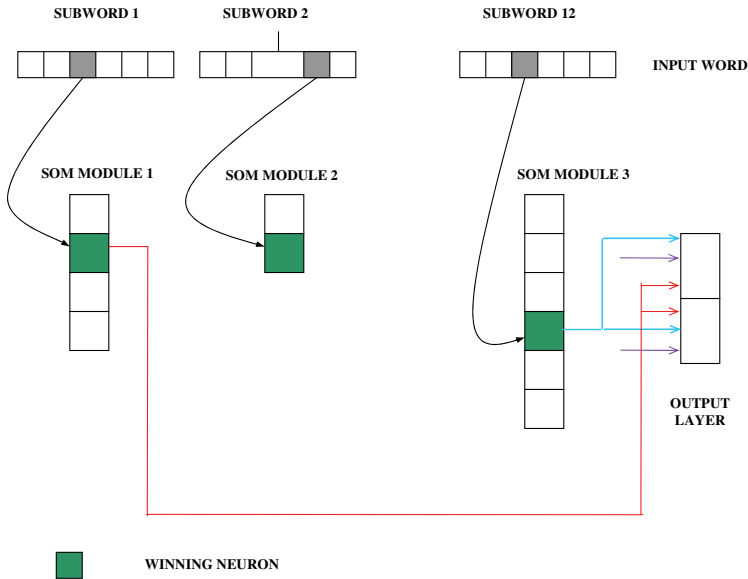 SUBWORD 1
SUBWORD 2
SUBWORD 12
INPUT WORD
SOM MODULE 1
SOM MODULE 2
SOM MODULE 3
OUTPUT
LAYER
WINNING NEURON